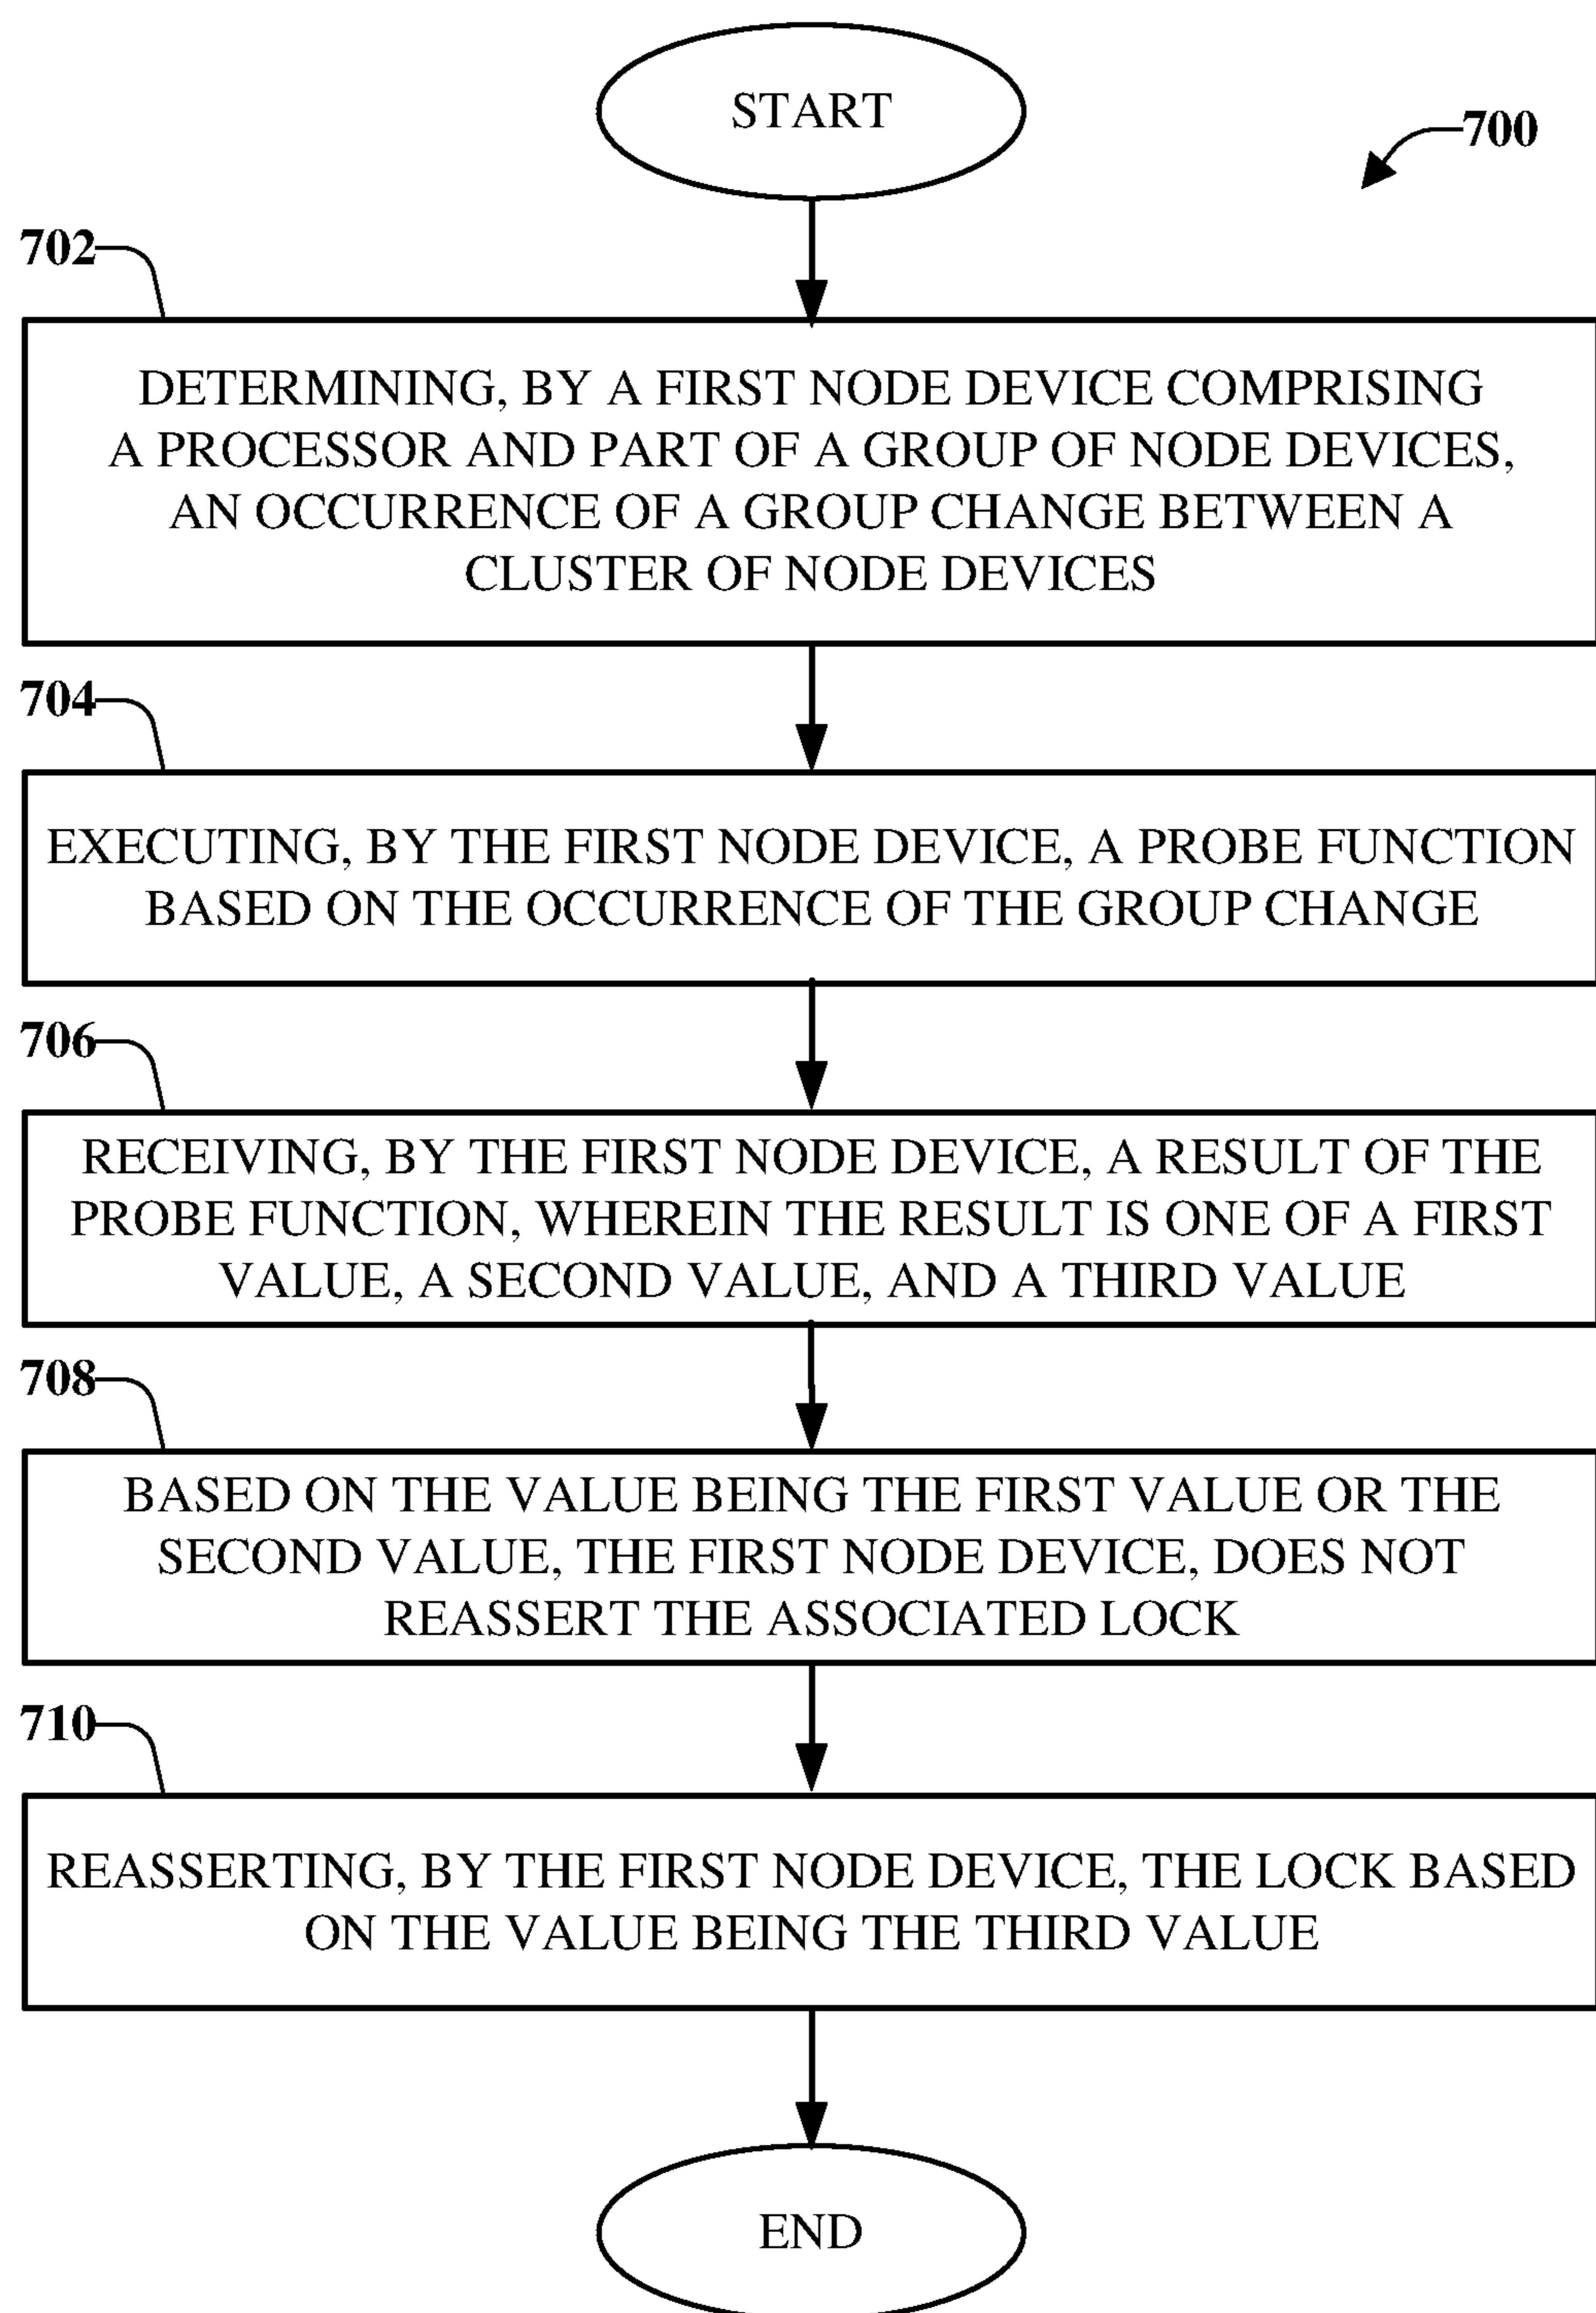 START
700
702
DETERMINING, BY A FIRST NODE DEVICE COMPRISING
A PROCESSOR AND PART OF A GROUP OF NODE DEVICES,
AN OCCURRENCE OF A GROUP CHANGE BETWEEN A
CLUSTER OF NODE DEVICES
704
EXECUTING, BY THE FIRST NODE DEVICE, A PROBE FUNCTION
BASED ON THE OCCURRENCE OF THE GROUP CHANGE
706
RECEIVING, BY THE FIRST NODE DEVICE, A RESULT OF THE
PROBE FUNCTION, WHEREIN THE RESULT IS ONE OF A FIRST
VALUE, A SECOND VALUE, AND A THIRD VALUE
708
BASED ON THE VALUE BEING THE FIRST VALUE OR THE
SECOND VALUE, THE FIRST NODE DEVICE, DOES NOT
REASSERT THE ASSOCIATED LOCK
710
REASSERTING, BY THE FIRST NODE DEVICE, THE LOCK BASED
ON THE VALUE BEING THE THIRD VALUE
END